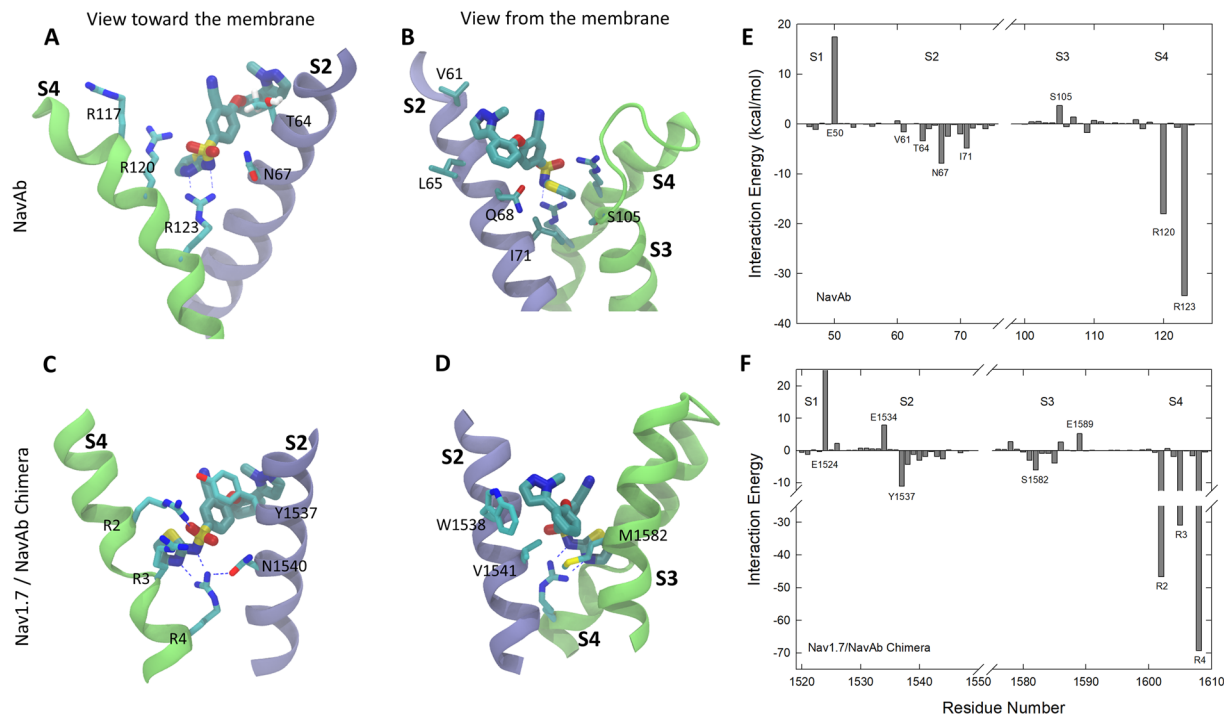 View toward the membrane
View from the membrane
A
S4
S2
R117
R120
R123
T64
N67
NavAb
B
S2
V61
L65
Q68
I71
S105
S4
S3
E
Interaction Energy (kcal/mol)
20
10
0
-10
-20
-30
-40
S1
S2
S3
S4
E50
V61
T64
N67
I71
S105
R120
R123
NavAb
50
60
70
100
110
120
C
S4
S2
R2
R3
R4
Y1537
N1540
Nav1.7 / NavAb Chimera
D
S2
W1538
V1541
M1582
S3
S4
F
Interaction Energy
20
10
0
-10
-30
-40
-50
-60
-70
S1
S2
S3
S4
E1524
E1534
Y1537
S1582
E1589
R2
R3
R4
Nav1.7/NavAb Chimera
1520
1530
1540
1550
1580
1590
1600
1610
Residue Number